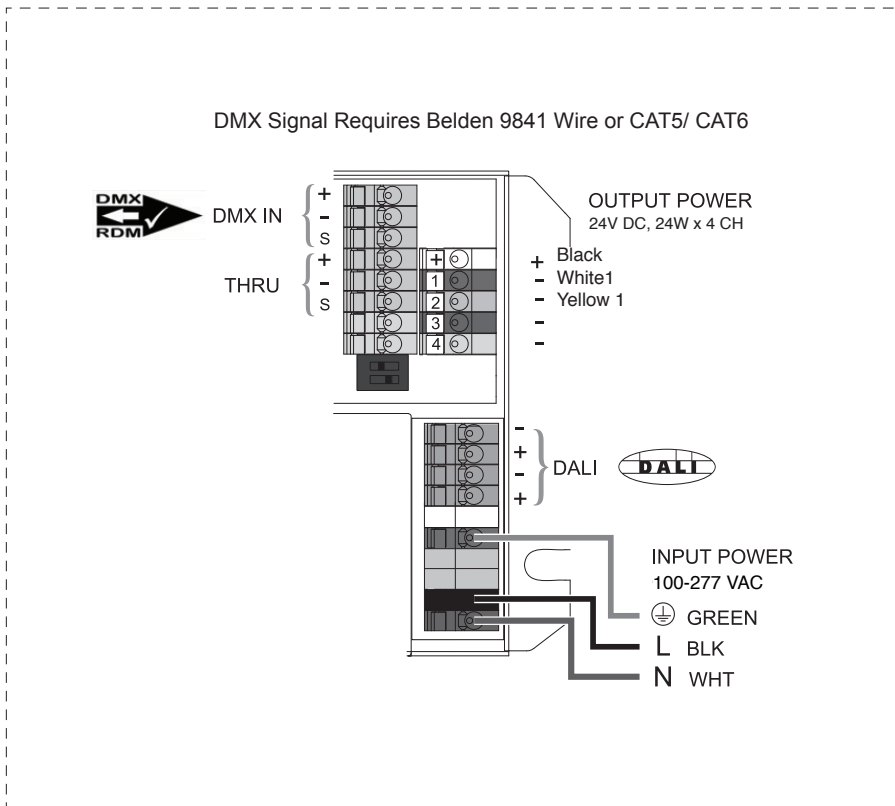 DMX Signal Requires Belden 9841 Wire or CAT5/ CAT6
DMX
RDM
DMX IN
+
-
S
THRU
+
-
S
+
1
2
3
4
OUTPUT POWER
24V DC, 24W x 4 CH
+ Black
- White1
- Yellow 1
-
-
-
+
-
+
DALI
DALI
INPUT POWER
100-277 VAC
GREEN
L BLK
N WHT